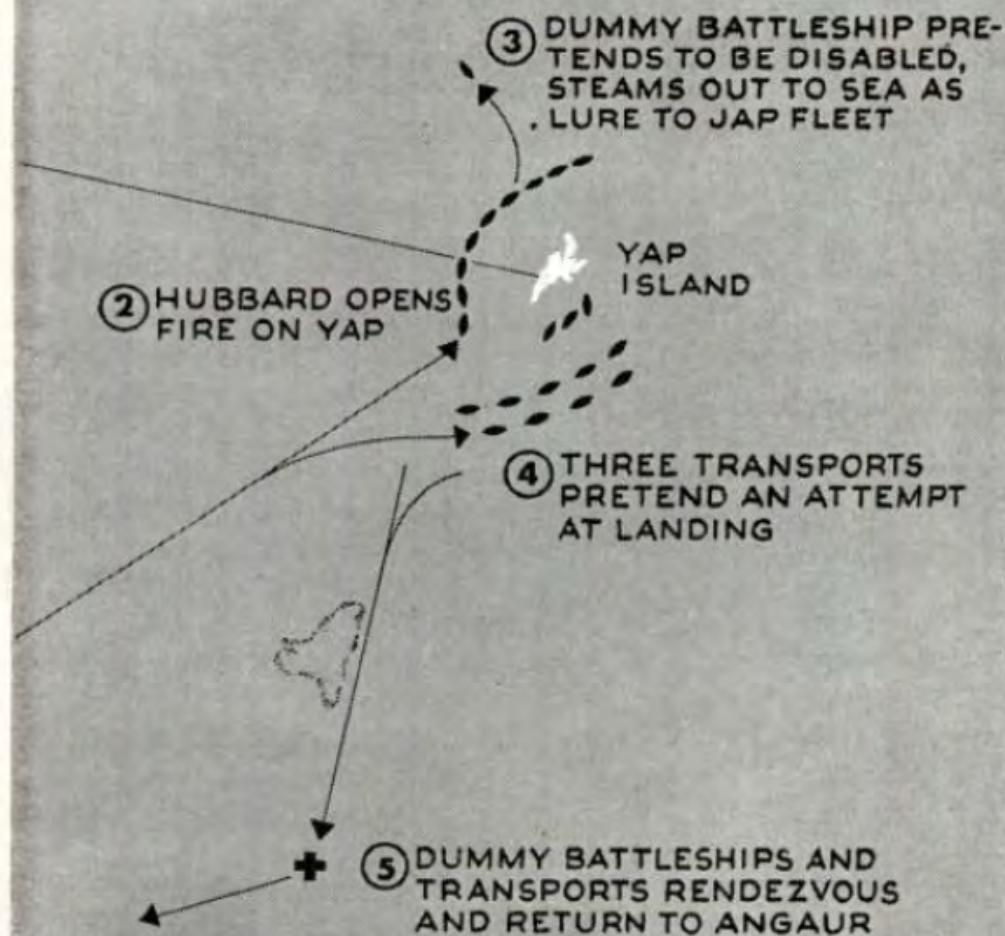 ③ DUMMY BATTLESHIP PRE-
TENDS TO BE DISABLED,
STEAMS OUT TO SEA AS
LURE TO JAP FLEET
YAP
ISLAND
② HUBBARD OPENS
FIRE ON YAP
④ THREE TRANSPORTS
PRETEND AN ATTEMPT
AT LANDING
⑤ DUMMY BATTLESHIPS AND
TRANSPORTS RENDEZVOUS
AND RETURN TO ANGAUR